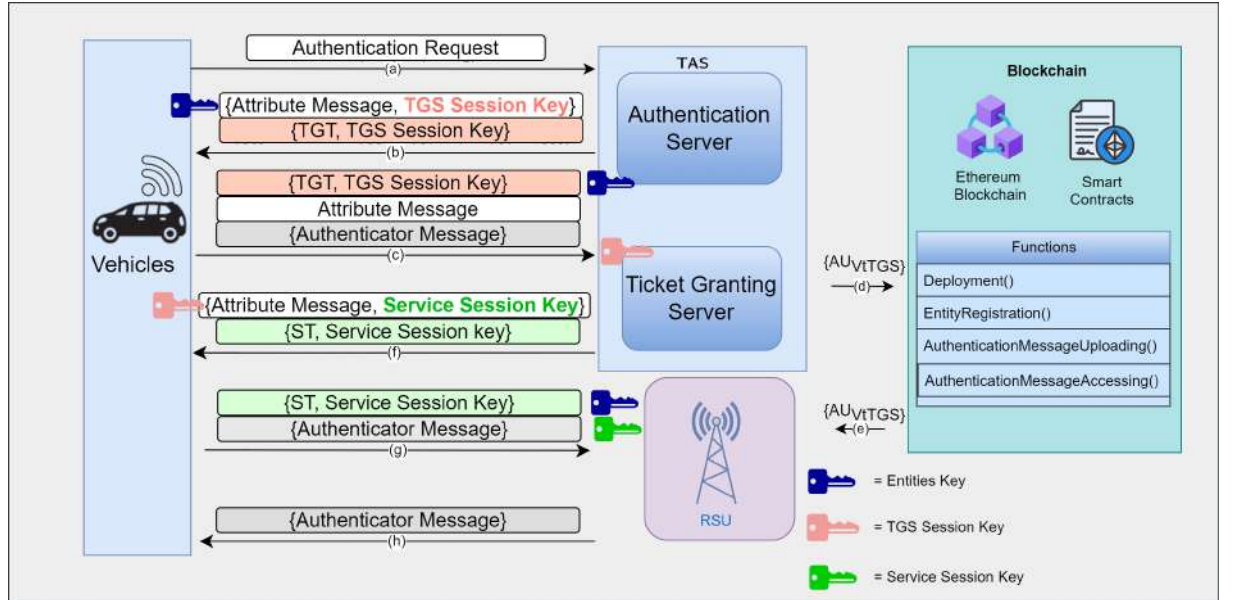 Authentication Request
(a)
{Attribute Message, TGS Session Key}
{TGT, TGS Session Key}
(b)
{TGT, TGS Session Key}
Attribute Message
{Authenticator Message}
(c)
Vehicles
{Attribute Message, Service Session Key}
{ST, Service Session key}
(f)
{ST, Service Session Key}
{Authenticator Message}
(g)
{Authenticator Message}
(h)
TAS
Authentication
Server
Ticket Granting
Server
RSU
{AUVtTGS}
(d)
{AUVtTGS}
(e)
Blockchain
Ethereum
Blockchain
Smart
Contracts
Functions
Deployment()
EntityRegistration()
AuthenticationMessageUploading()
AuthenticationMessageAccessing()
= Entities Key
= TGS Session Key
= Service Session Key